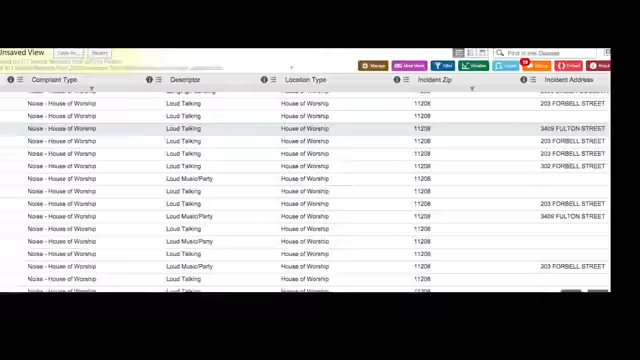 Unsaved View Save As... Revert Find in this Dataset
Manage More Views Filter Visualize Export 19 Embed About
Complaint Type Descriptor Location Type Incident Zip Incident Address
Noise - House of Worship Loud Talking House of Worship 11208 203 FORBELL STREET
Noise - House of Worship Loud Talking House of Worship 11208
Noise - House of Worship Loud Talking House of Worship 11208 3409 FULTON STREET
Noise - House of Worship Loud Talking House of Worship 11208 203 FORBELL STREET
Noise - House of Worship Loud Talking House of Worship 11208 203 FORBELL STREET
Noise - House of Worship Loud Talking House of Worship 11208 302 FORBELL STREET
Noise - House of Worship Loud Music/Party House of Worship 11208
Noise - House of Worship Loud Talking House of Worship 11208
Noise - House of Worship Loud Talking House of Worship 11208 203 FORBELL STREET
Noise - House of Worship Loud Music/Party House of Worship 11208 3409 FULTON STREET
Noise - House of Worship Loud Talking House of Worship 11208
Noise - House of Worship Loud Music/Party House of Worship 11208
Noise - House of Worship Loud Talking House of Worship 11208
Noise - House of Worship Loud Music/Party House of Worship 11208 203 FORBELL STREET
Noise - House of Worship Loud Talking House of Worship 11208
Noise - House of Worship Loud Talking House of Worship 11208